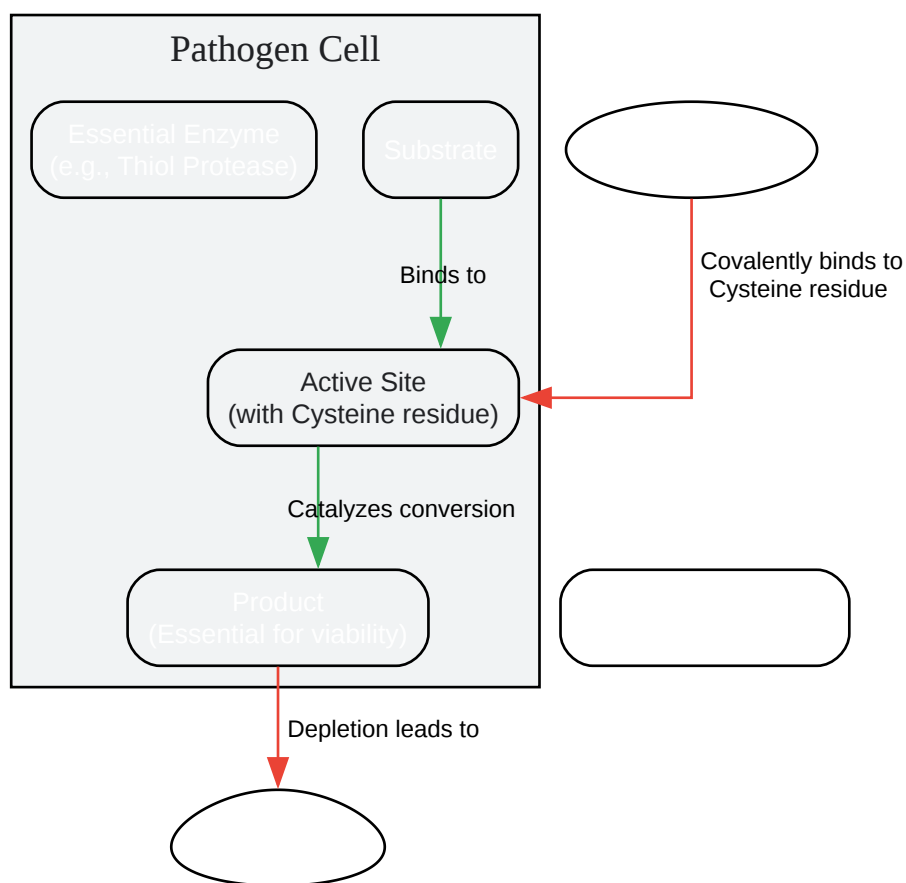 Pathogen Cell
Essential Enzyme
(e.g., Thiol Protease)
Substrate
Binds to
Covalently binds to
Cysteine residue
Active Site
(with Cysteine residue)
Catalyzes conversion
Product
(Essential for viability)
Depletion leads to